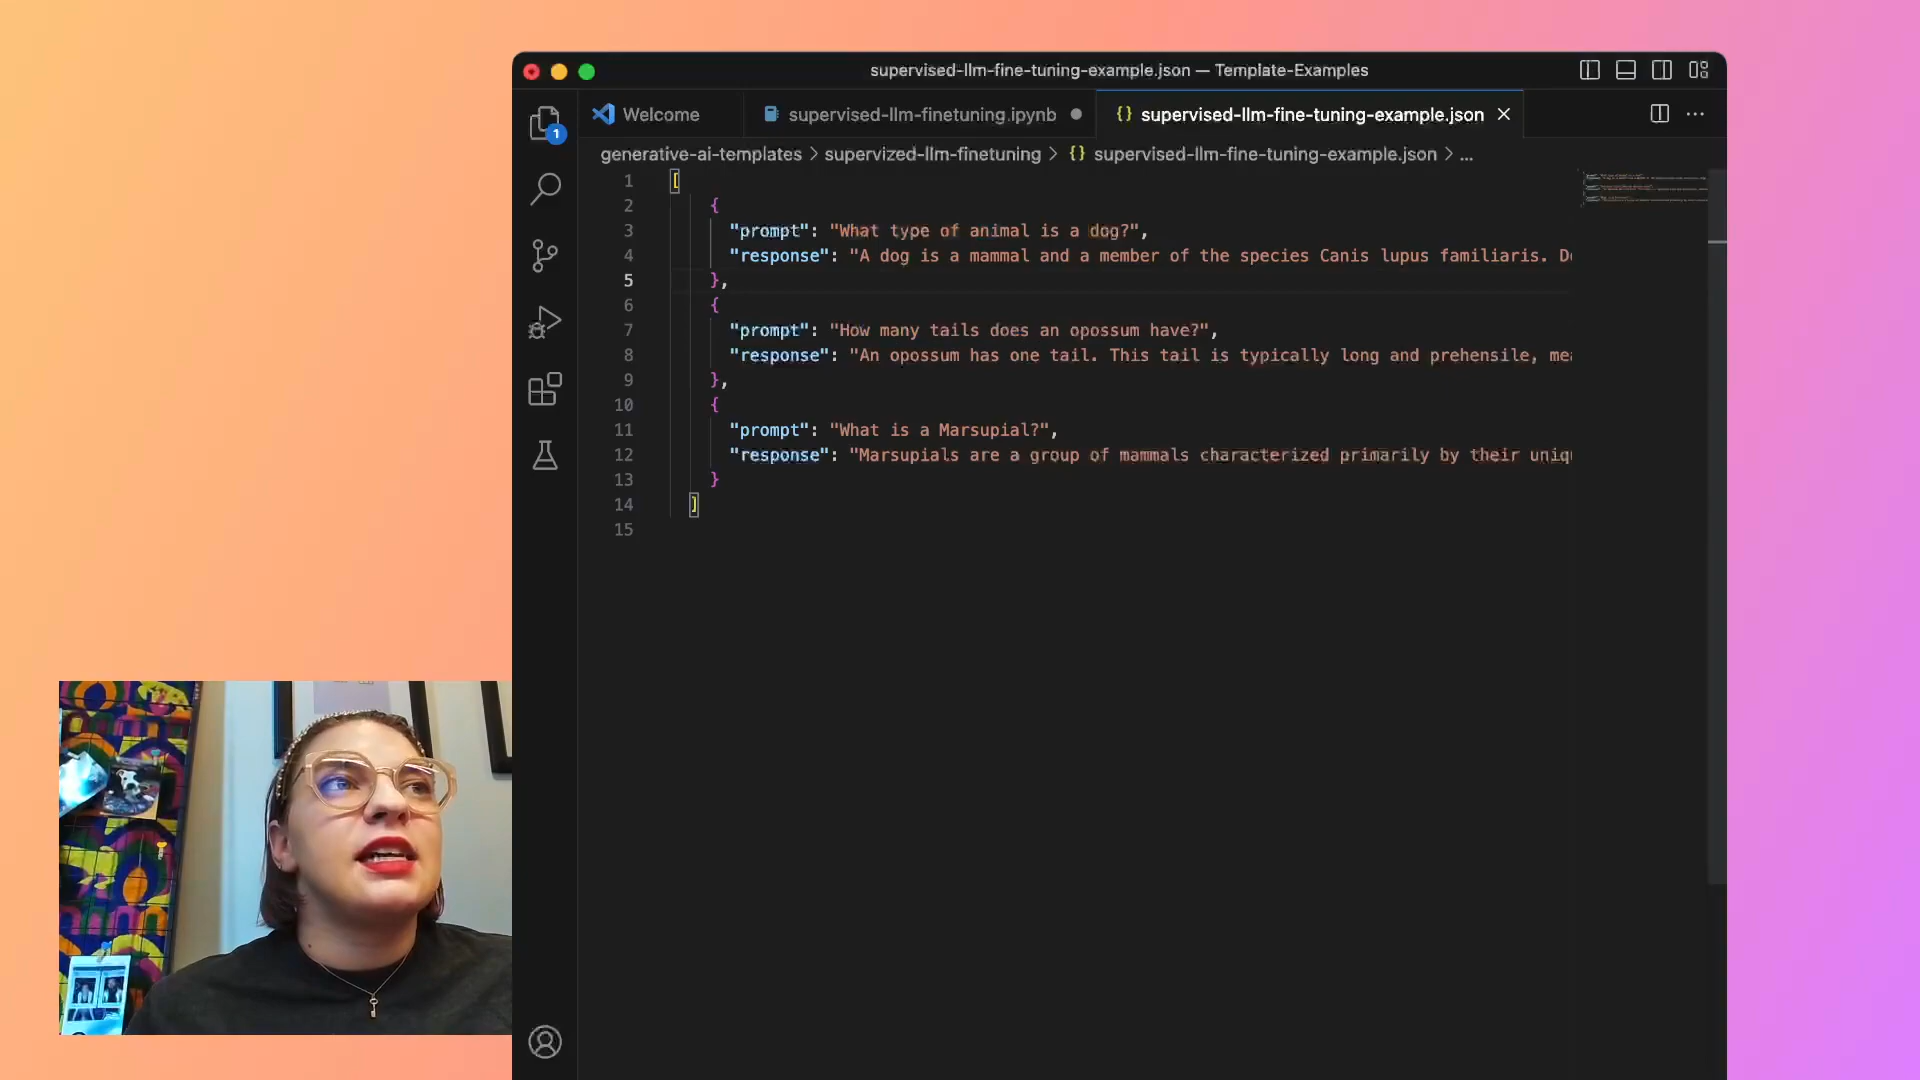 supervised-llm-fine-tuning-example.json — Template-Examples
Welcome
supervised-llm-finetuning.ipynb
{} supervised-llm-fine-tuning-example.json
1
generative-ai-templates > supervized-llm-finetuning > {} supervised-llm-fine-tuning-example.json > ...
1 [
2 {
3 "prompt": "What type of animal is a dog?",
4 "response": "A dog is a mammal and a member of the species Canis lupus familiaris. Do
5 },
6 {
7 "prompt": "How many tails does an opossum have?",
8 "response": "An opossum has one tail. This tail is typically long and prehensile, mea
9 },
10 {
11 "prompt": "What is a Marsupial?",
12 "response": "Marsupials are a group of mammals characterized primarily by their uniq
13 }
14 ]
15